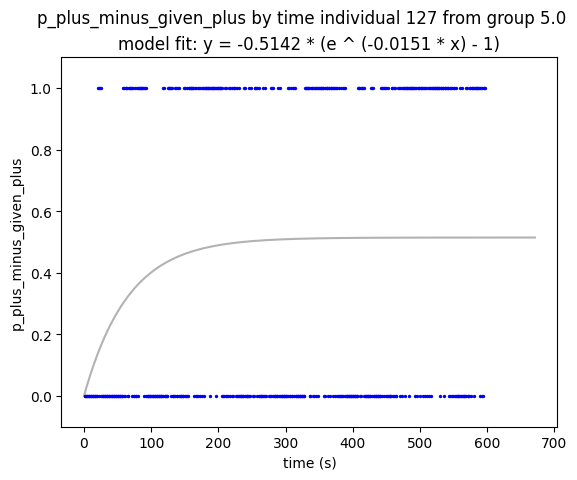 p_plus_minus_given_plus by time individual 127 from group 5.0
model fit: y = -0.5142 * (e ^ (-0.0151 * x) - 1)
1.0
0.8
0.6
0.4
0.2
0.0
p_plus_minus_given_plus
0 100 200 300 400 500 600 700
time (s)